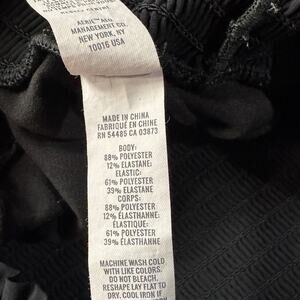 AERIE, AEO
MANAGEMENT CO.
NEW YORK, NY
10016 USA
MADE IN CHINA
FABRIQUÉ EN CHINE
RN 54485 CA 03873
BODY:
88% POLYESTER
12% ELASTANE:
ELASTIC:
61% POLYESTER
39% ELASTANE
CORPS:
88% POLYESTER
12% ÉLASTHANNE:
ÉLASTIQUE:
61% POLYESTER
39% ÉLASTHANNE
MACHINE WASH COLD
WITH LIKE COLORS.
DO NOT BLEACH.
RESHAPE LAY FLAT TO
DRY. COOL IRON IF